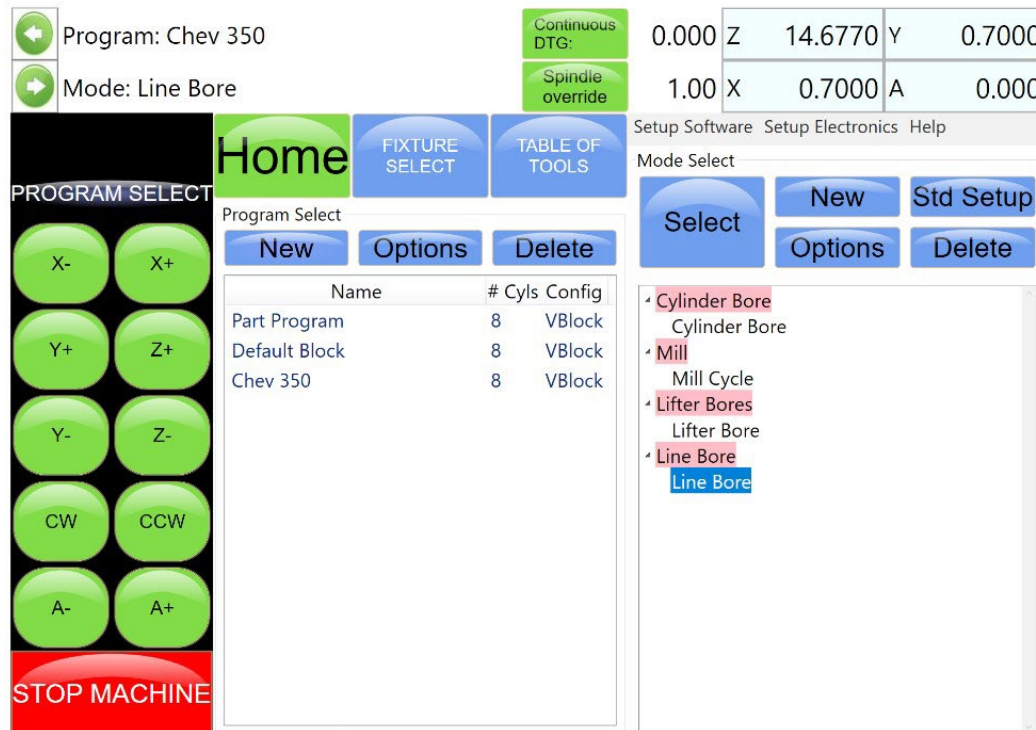 Program: Chev 350
Continuous DTG:
0.000
Z 14.6770
Y 0.7000
Mode: Line Bore
Spindle override
1.00
X 0.7000
A 0.000
PROGRAM SELECT
X-
X+
Y+
Z+
Y-
Z-
CW
CCW
A-
A+
STOP MACHINE
Home
FIXTURE SELECT
TABLE OF TOOLS
Program Select
New
Options
Delete
Name # Cyls Config
Part Program 8 VBlock
Default Block 8 VBlock
Chev 350 8 VBlock
Setup Software Setup Electronics Help
Mode Select
Select
New
Std Setup
Options
Delete
Cylinder Bore
Cylinder Bore
Mill
Mill Cycle
Lifter Bores
Lifter Bore
Line Bore
Line Bore